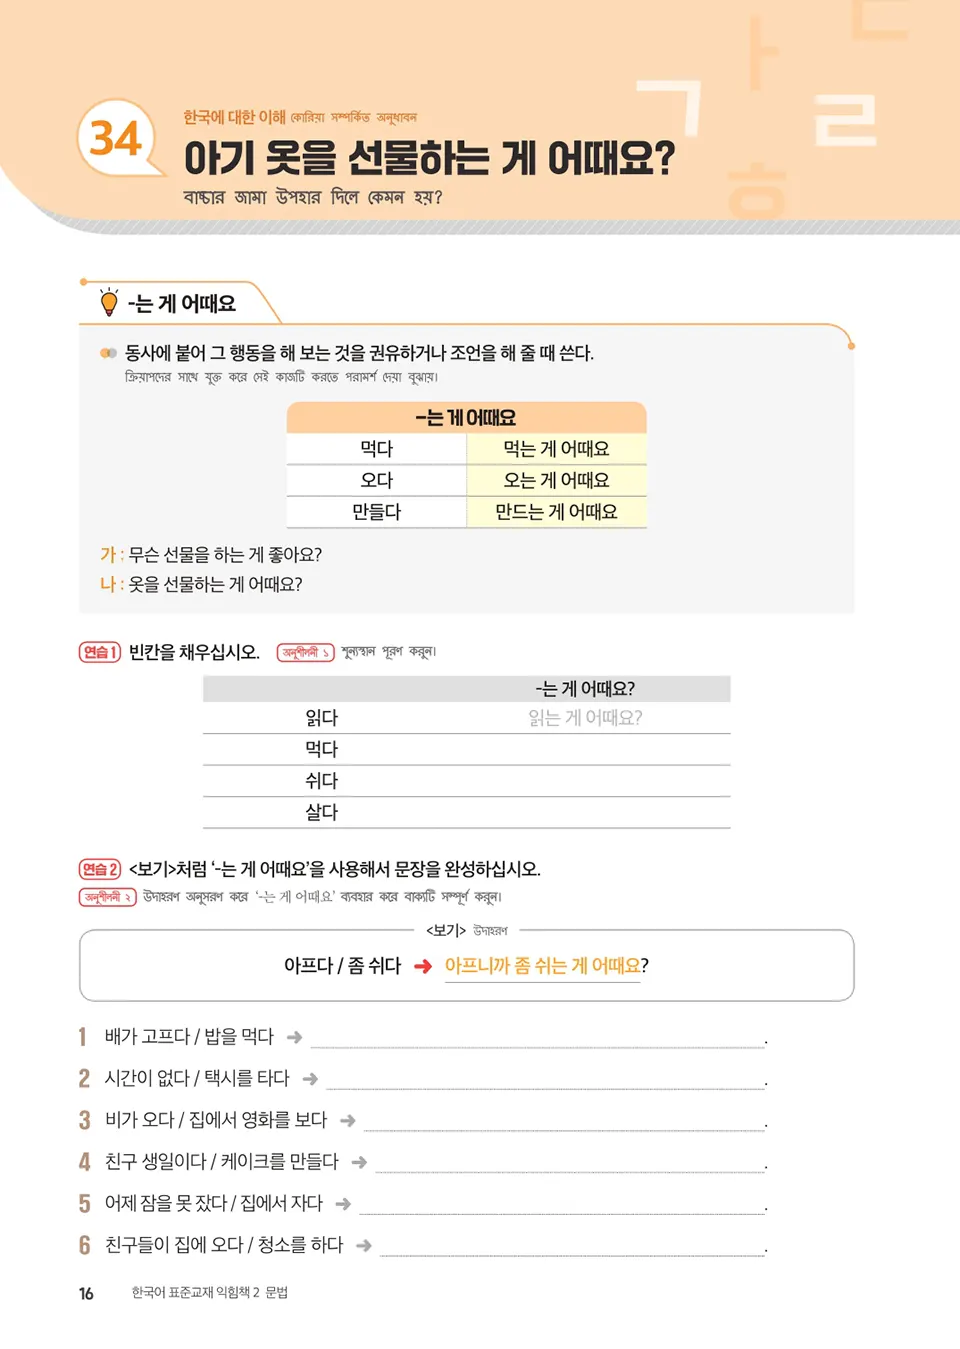 34
한국에 대한 이해 কোরিয়া সম্পর্কিত অনুধাবন
아기 옷을 선물하는 게 어때요?
বাচ্চার জামা উপহার দিলে কেমন হয়?
ㄱ ㅏ ㄷ ㄹ ㅎ
-는 게 어때요
동사에 붙어 그 행동을 해 보는 것을 권유하거나 조언을 해 줄 때 쓴다.
ক্রিয়াপদের সাথে যুক্ত করে সেই কাজটি করতে পরামর্শ দেয়া বুঝায়।
-는 게 어때요
먹다 먹는 게 어때요
오다 오는 게 어때요
만들다 만드는 게 어때요
가 : 무슨 선물을 하는 게 좋아요?
나 : 옷을 선물하는 게 어때요?
연습 1 빈칸을 채우십시오. অনুশীলনী ১ শূন্যস্থান পূরণ করুন।
-는 게 어때요?
읽다 읽는 게 어때요?
먹다
쉬다
살다
연습 2 <보기>처럼 ‘-는 게 어때요’을 사용해서 문장을 완성하십시오.
অনুশীলনী ২ উদাহরণ অনুসরণ করে ‘-는 게 어때요’ ব্যবহার করে বাক্যটি সম্পূর্ণ করুন।
<보기> উদাহরণ
아프다 / 좀 쉬다 ➜ 아프니까 좀 쉬는 게 어때요?
1 배가 고프다 / 밥을 먹다 ➜ .
2 시간이 없다 / 택시를 타다 ➜ .
3 비가 오다 / 집에서 영화를 보다 ➜ .
4 친구 생일이다 / 케이크를 만들다 ➜ .
5 어제 잠을 못 잤다 / 집에서 자다 ➜ .
6 친구들이 집에 오다 / 청소를 하다 ➜ .
16 한국어 표준교재 익힘책 2 문법